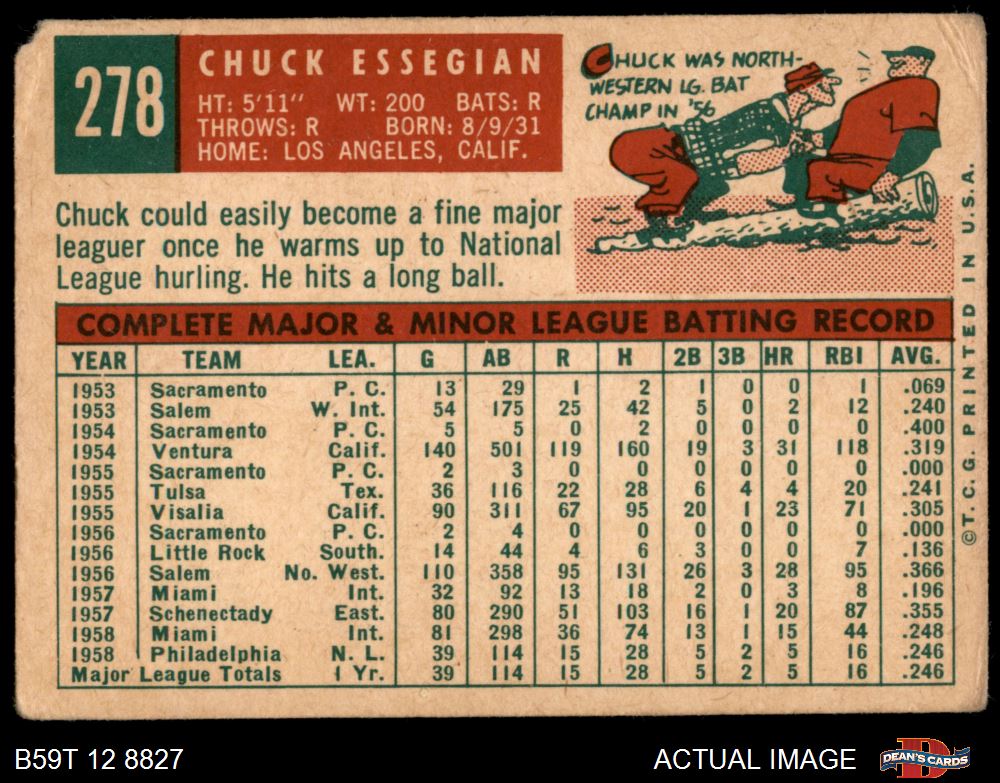 278
CHUCK ESSEGIAN
HT: 5'11" WT: 200 BATS: R
THROWS: R BORN: 8/9/31
HOME: LOS ANGELES, CALIF.
CHUCK WAS NORTH-
WESTERN LG. BAT
CHAMP IN '56
Chuck could easily become a fine major
leaguer once he warms up to National
League hurling. He hits a long ball.
COMPLETE MAJOR & MINOR LEAGUE BATTING RECORD
YEAR TEAM LEA. G AB R H 2B 3B HR RBI AVG.
1953 Sacramento P. C. 13 29 1 2 1 0 0 1 .069
1953 Salem W. Int. 54 175 25 42 5 0 2 12 .240
1954 Sacramento P. C. 5 5 0 2 0 0 0 0 .400
1954 Ventura Calif. 140 501 119 160 19 3 31 118 .319
1955 Sacramento P. C. 2 3 0 0 0 0 0 0 .000
1955 Tulsa Tex. 36 116 22 28 6 4 4 20 .241
1955 Visalia Calif. 90 311 67 95 20 1 23 71 .305
1956 Sacramento P. C. 2 4 0 0 0 0 0 0 .000
1956 Little Rock South. 14 44 4 6 3 0 0 7 .136
1956 Salem No. West. 110 358 95 131 26 3 28 95 .366
1957 Miami Int. 32 92 13 18 2 0 3 8 .196
1957 Schenectady East. 80 290 51 103 16 1 20 87 .355
1958 Miami Int. 81 298 36 74 13 1 15 44 .248
1958 Philadelphia N. L. 39 114 15 28 5 2 5 16 .246
Major League Totals 1 Yr. 39 114 15 28 5 2 5 16 .246
©T. C. G. PRINTED IN U.S.A.
B59T 12 8827
ACTUAL IMAGE
DEAN'S CARDS